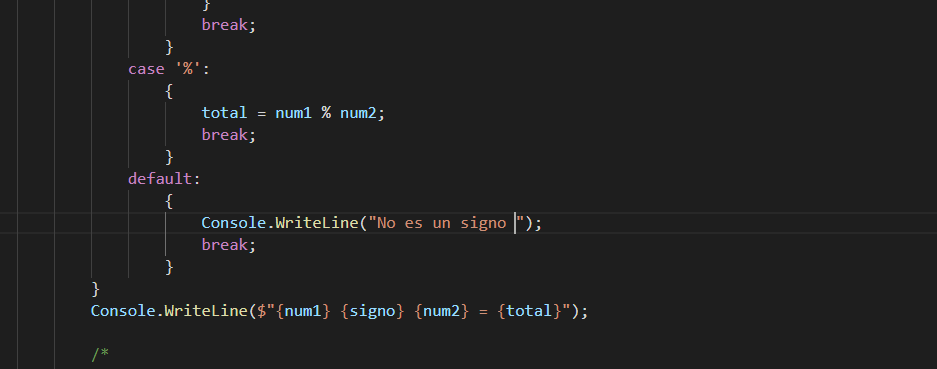 }
break;
}
case '%':
{
total = num1 % num2;
break;
}
default:
{
Console.WriteLine("No es un signo ");
break;
}
}
Console.WriteLine($"{num1} {signo} {num2} = {total}");
/*